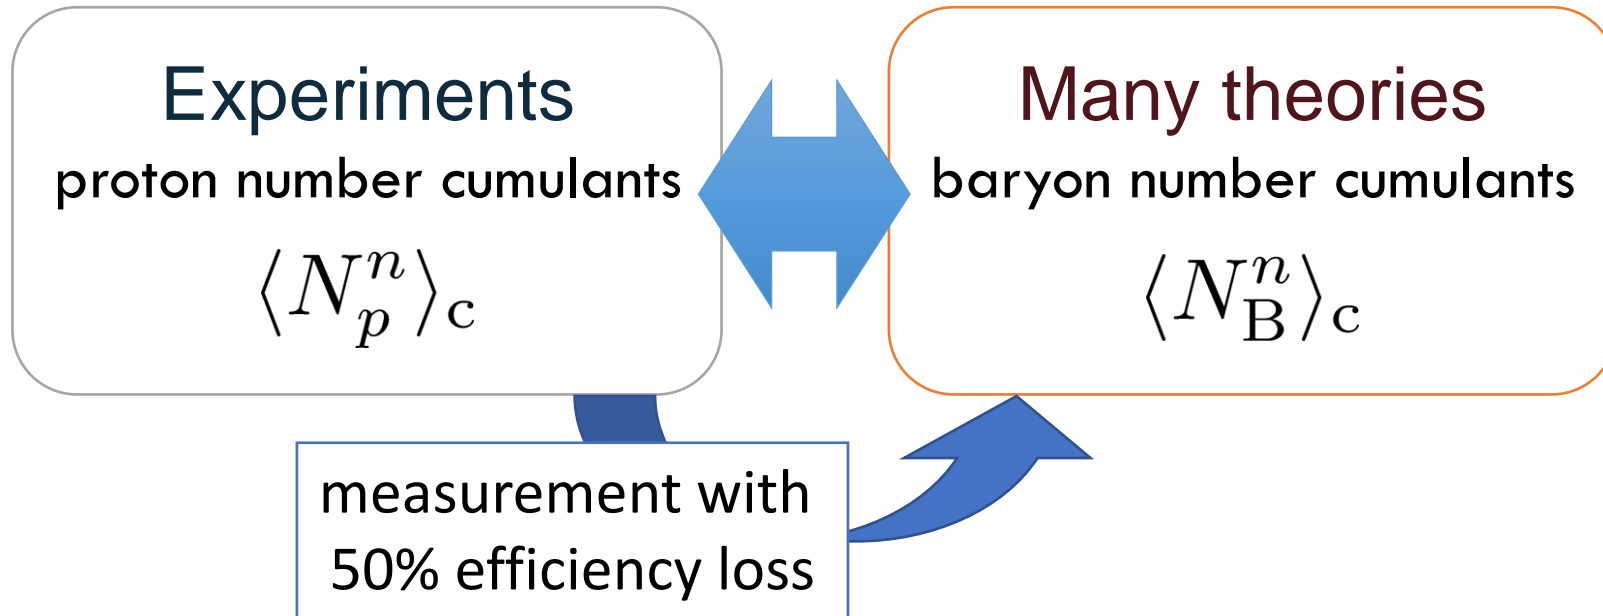 Experiments
proton number cumulants
⟨N_p^n⟩_c
Many theories
baryon number cumulants
⟨N_B^n⟩_c
measurement with
50% efficiency loss